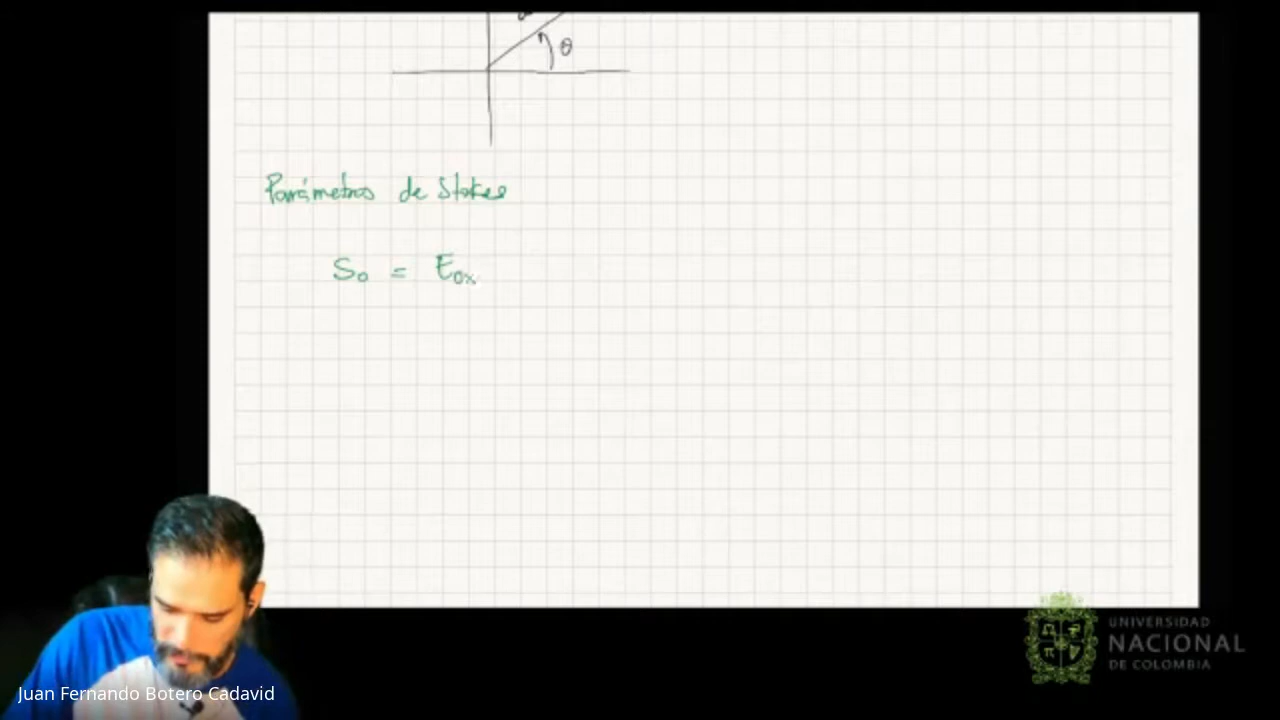 θ
Parámetros de Stokes
S₀ = E₀ₓ
UNIVERSIDAD
NACIONAL
DE COLOMBIA
Juan Fernando Botero Cadavid